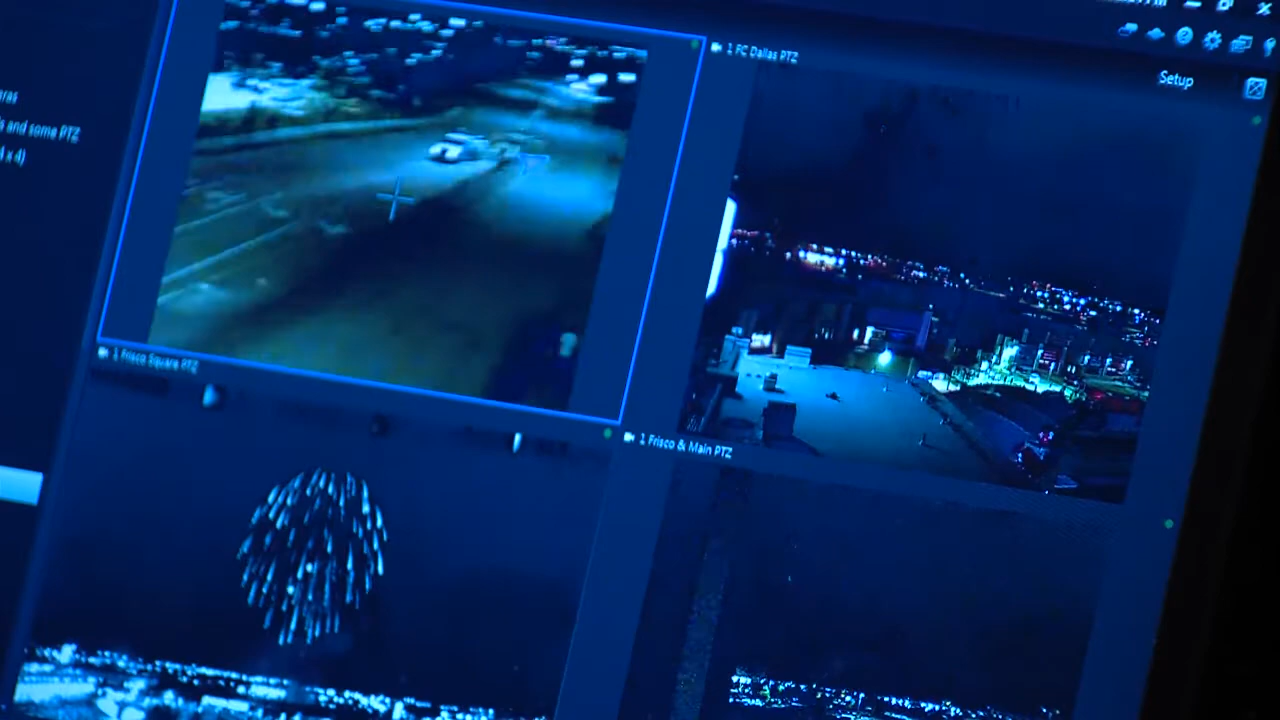 1 FC Dallas PTZ
Setup
s and some PTZ
1 Frisco Square PTZ
1 Frisco & Main PTZ